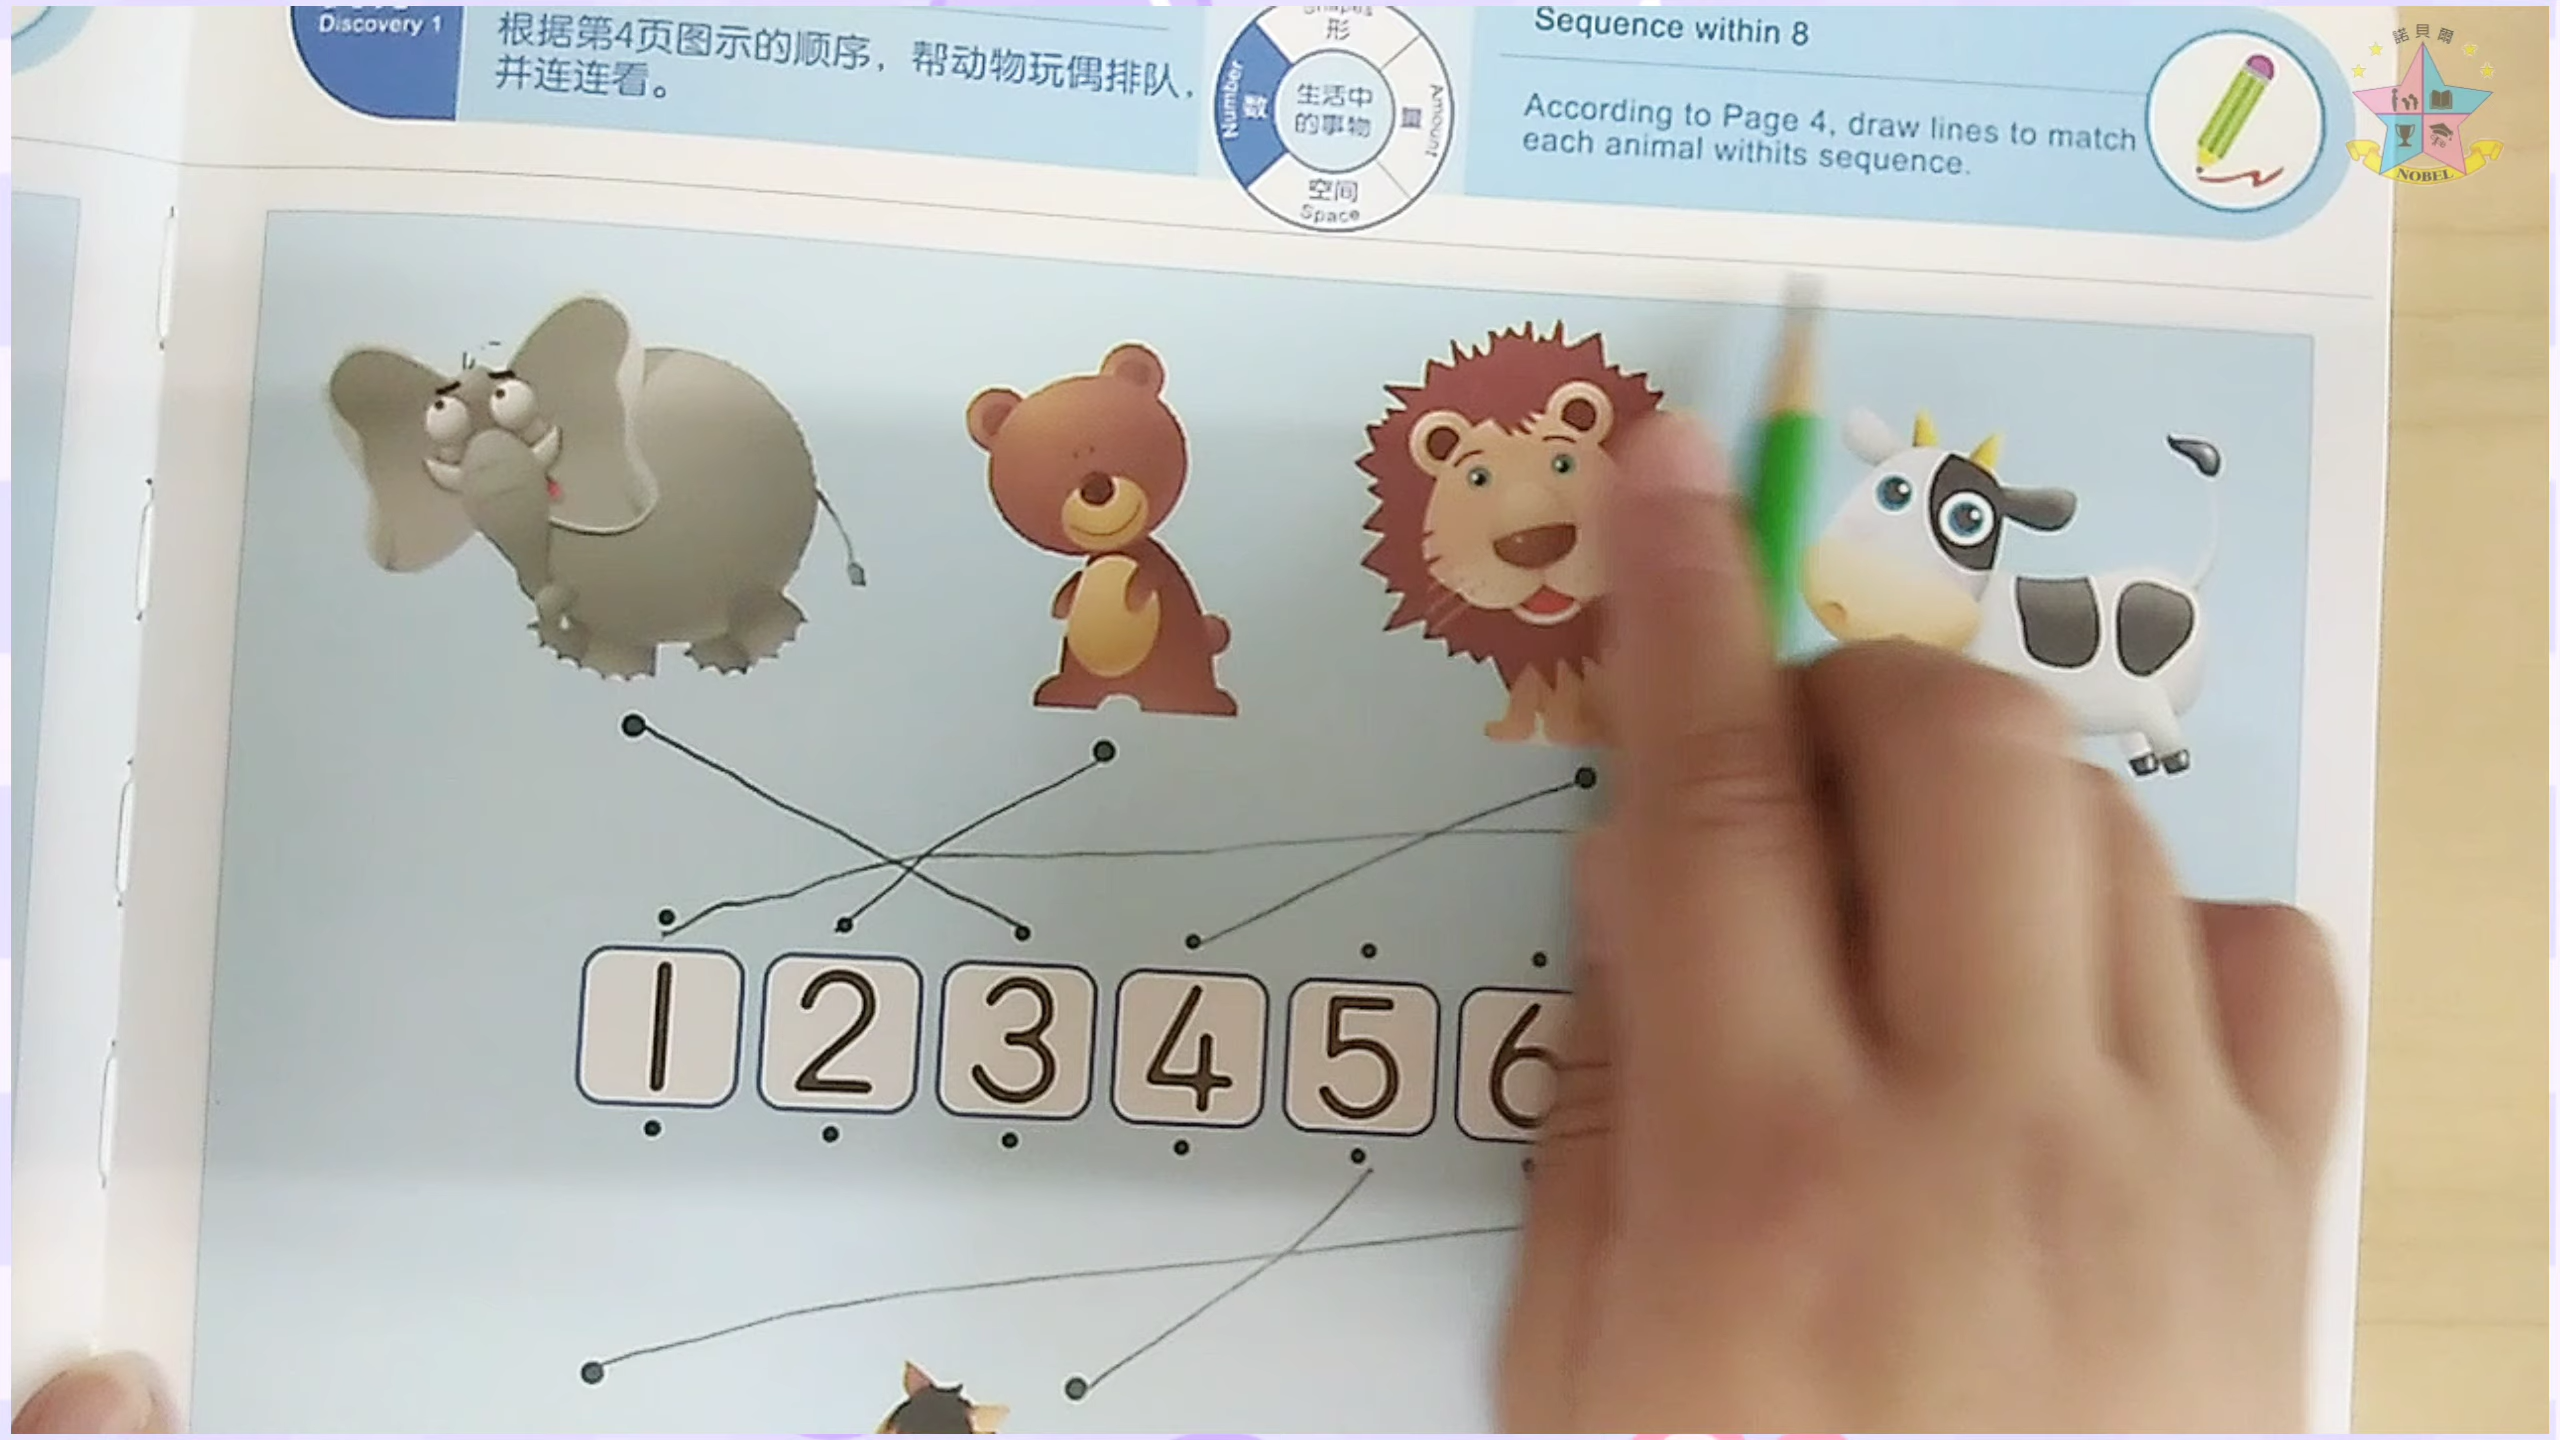 Discovery 1
根据第4页图示的顺序，帮动物玩偶排队，
并连连看。
Shapes
形
Number
数
生活中
的事物
量
Amount
空间
Space
Sequence within 8
According to Page 4, draw lines to match
each animal withits sequence.
諾貝爾
NOBEL
1 2 3 4 5 6